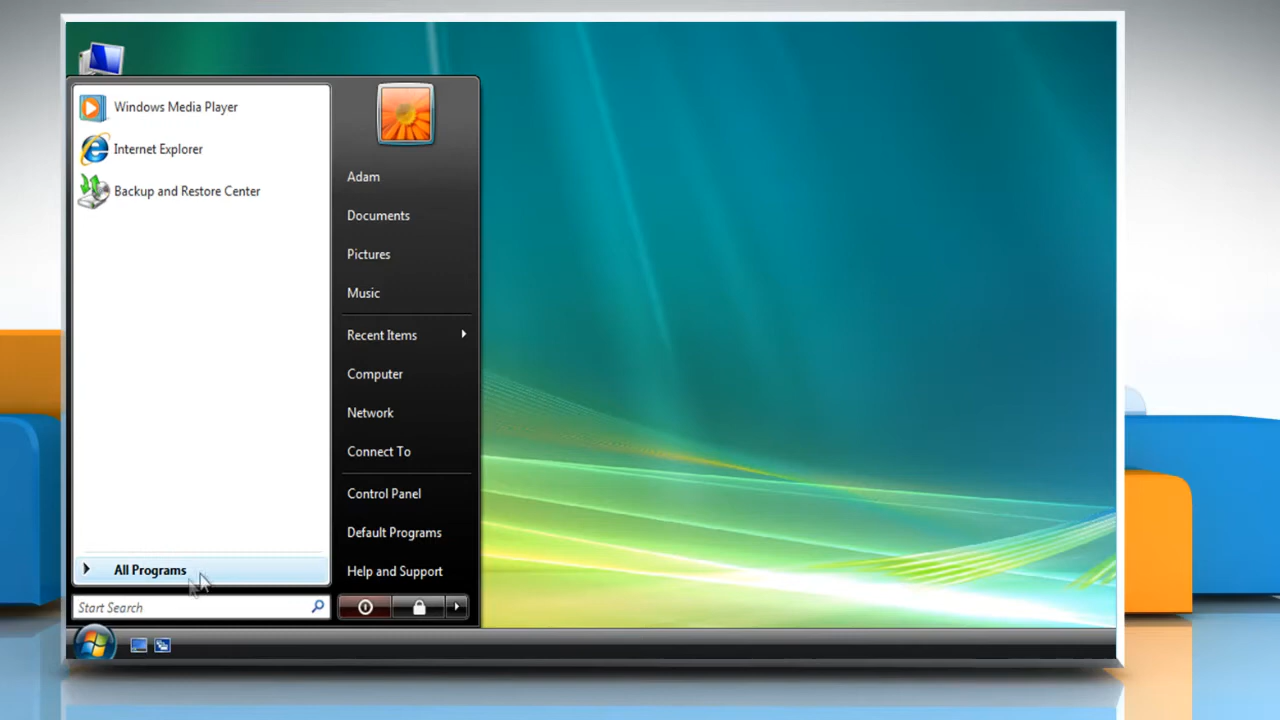 Windows Media Player
Internet Explorer
Backup and Restore Center
All Programs
Start Search
Adam
Documents
Pictures
Music
Recent Items
Computer
Network
Connect To
Control Panel
Default Programs
Help and Support